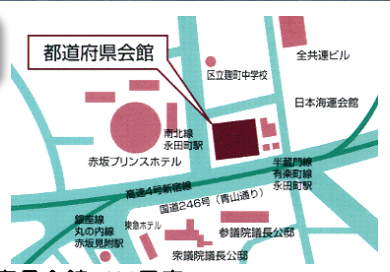 都道府県会館
全共連ビル
区立麹町中学校
日本海運会館
南北線
永田町駅
赤坂プリンスホテル
半蔵門線
有楽町線
永田町駅
高速4号新宿線
国道246号(青山通り)
銀座線
丸の内線
赤坂見附駅
東急ホテル
参議院議長公邸
衆議院議長公邸